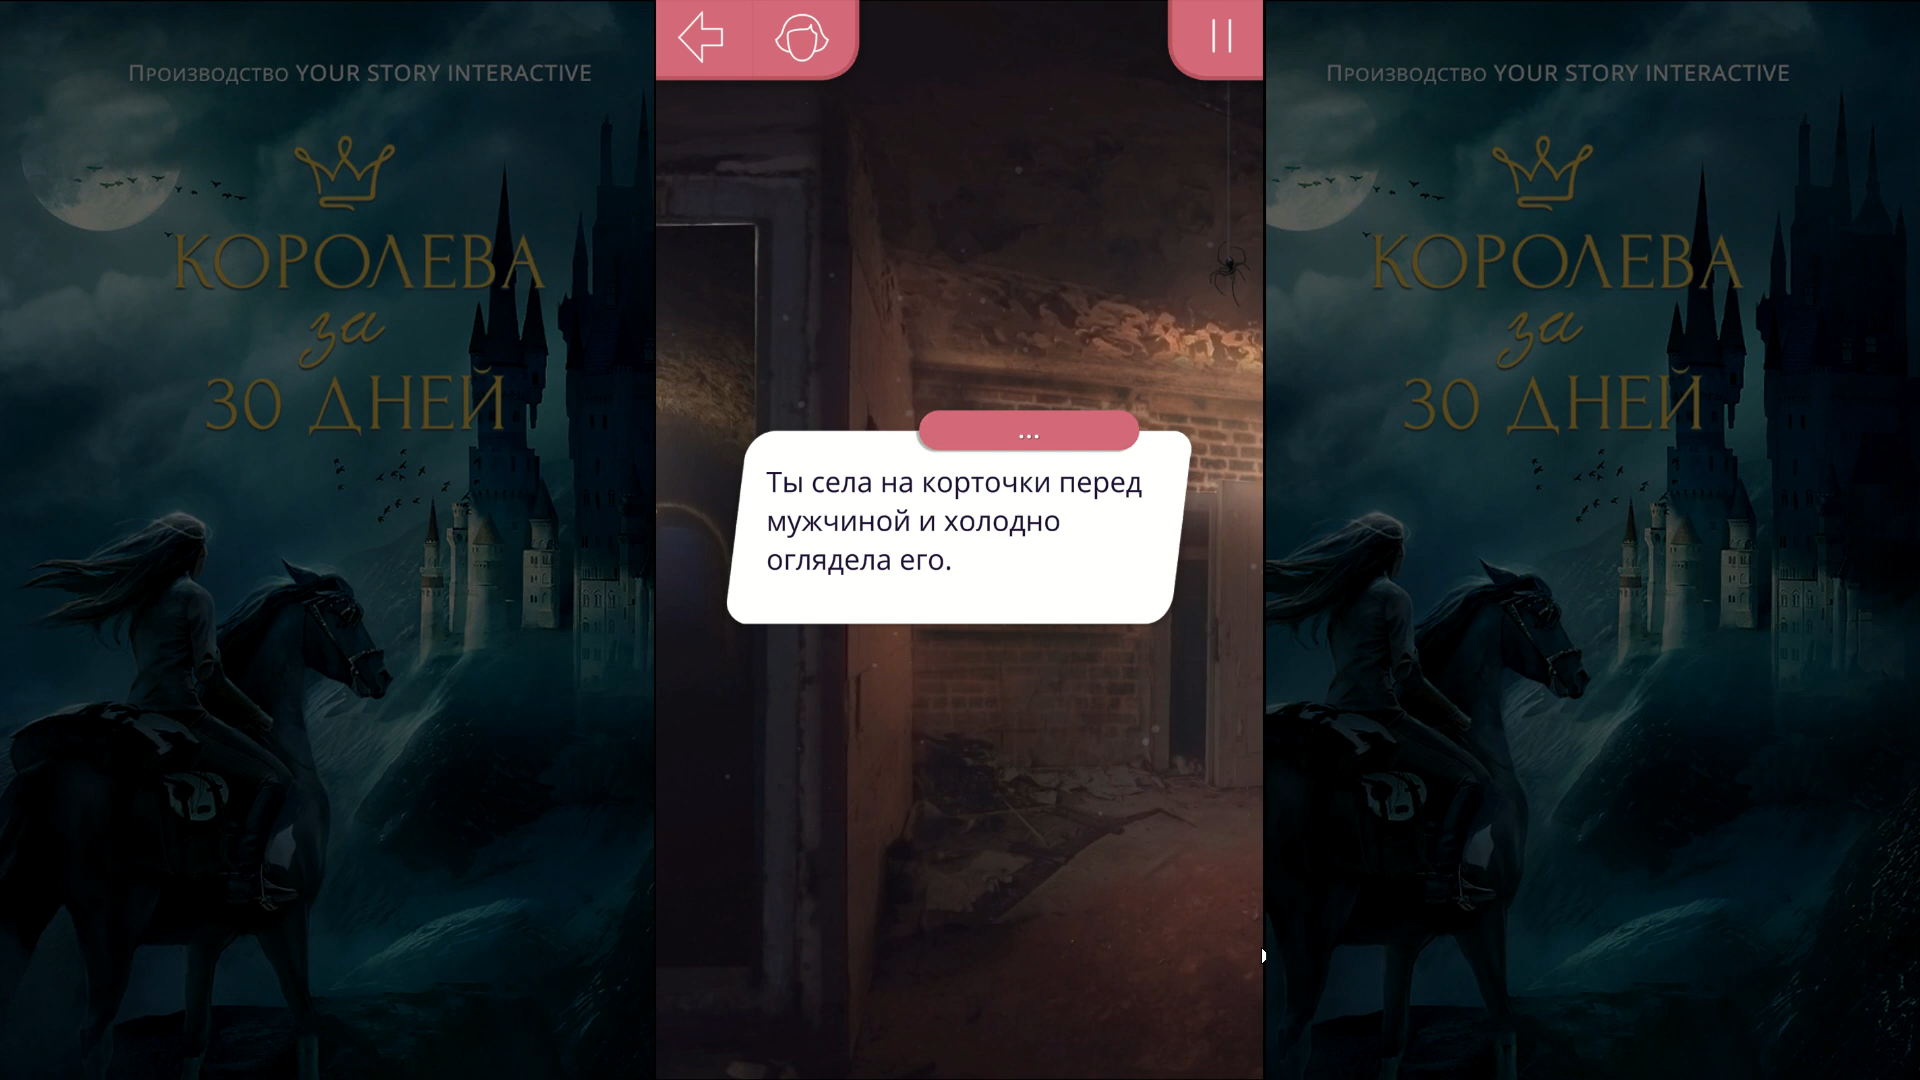 Производство YOUR STORY INTERACTIVE
КОРОЛЕВА
за
30 ДНЕЙ
...
Ты села на корточки перед
мужчиной и холодно
оглядела его.
Производство YOUR STORY INTERACTIVE
КОРОЛЕВА
за
30 ДНЕЙ